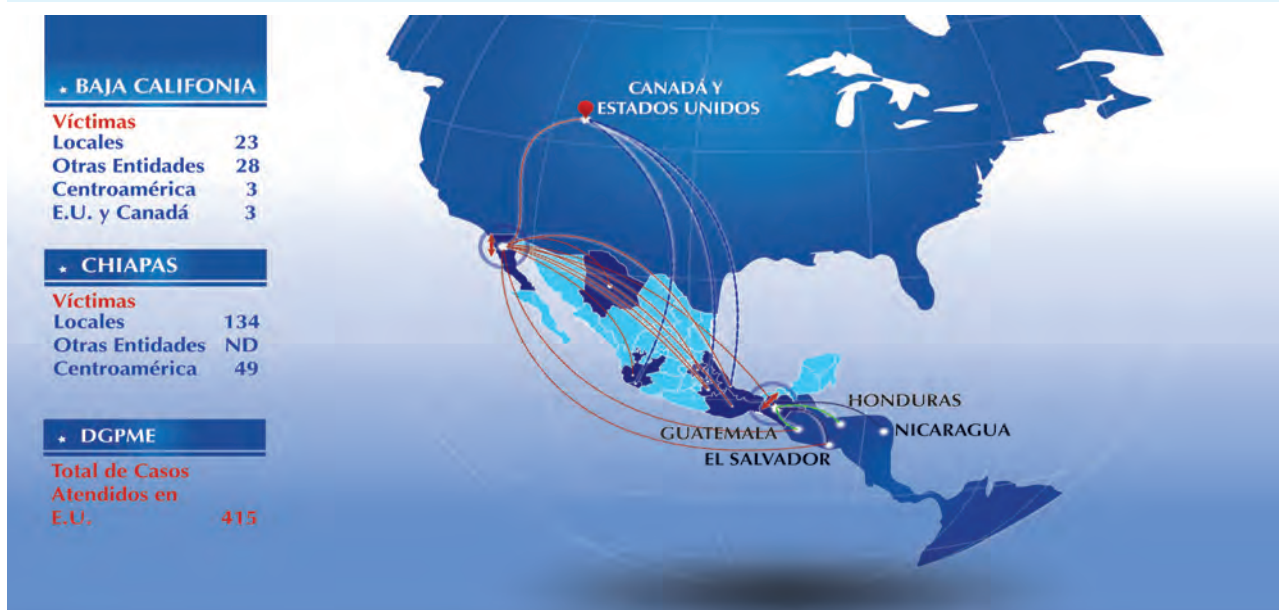 ★ BAJA CALIFONIA
Víctimas
Locales 23
Otras Entidades 28
Centroamérica 3
E.U. y Canadá 3
★ CHIAPAS
Víctimas
Locales 134
Otras Entidades ND
Centroamérica 49
★ DGPME
Total de Casos
Atendidos en
E.U. 415
CANADÁ Y
ESTADOS UNIDOS
HONDURAS
GUATEMALA
NICARAGUA
EL SALVADOR